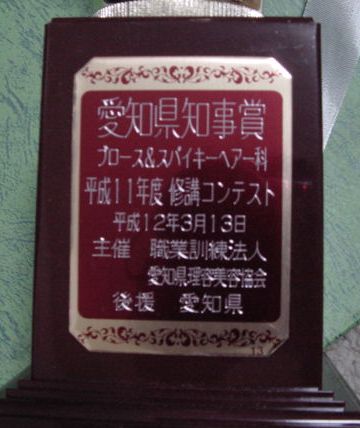 愛知県知事賞
ブロース&スパイキーヘアー科
平成11年度 修講コンテスト
平成12年3月13日
主催 職業訓練法人
愛知県理容美容協会
後援 愛知県
13